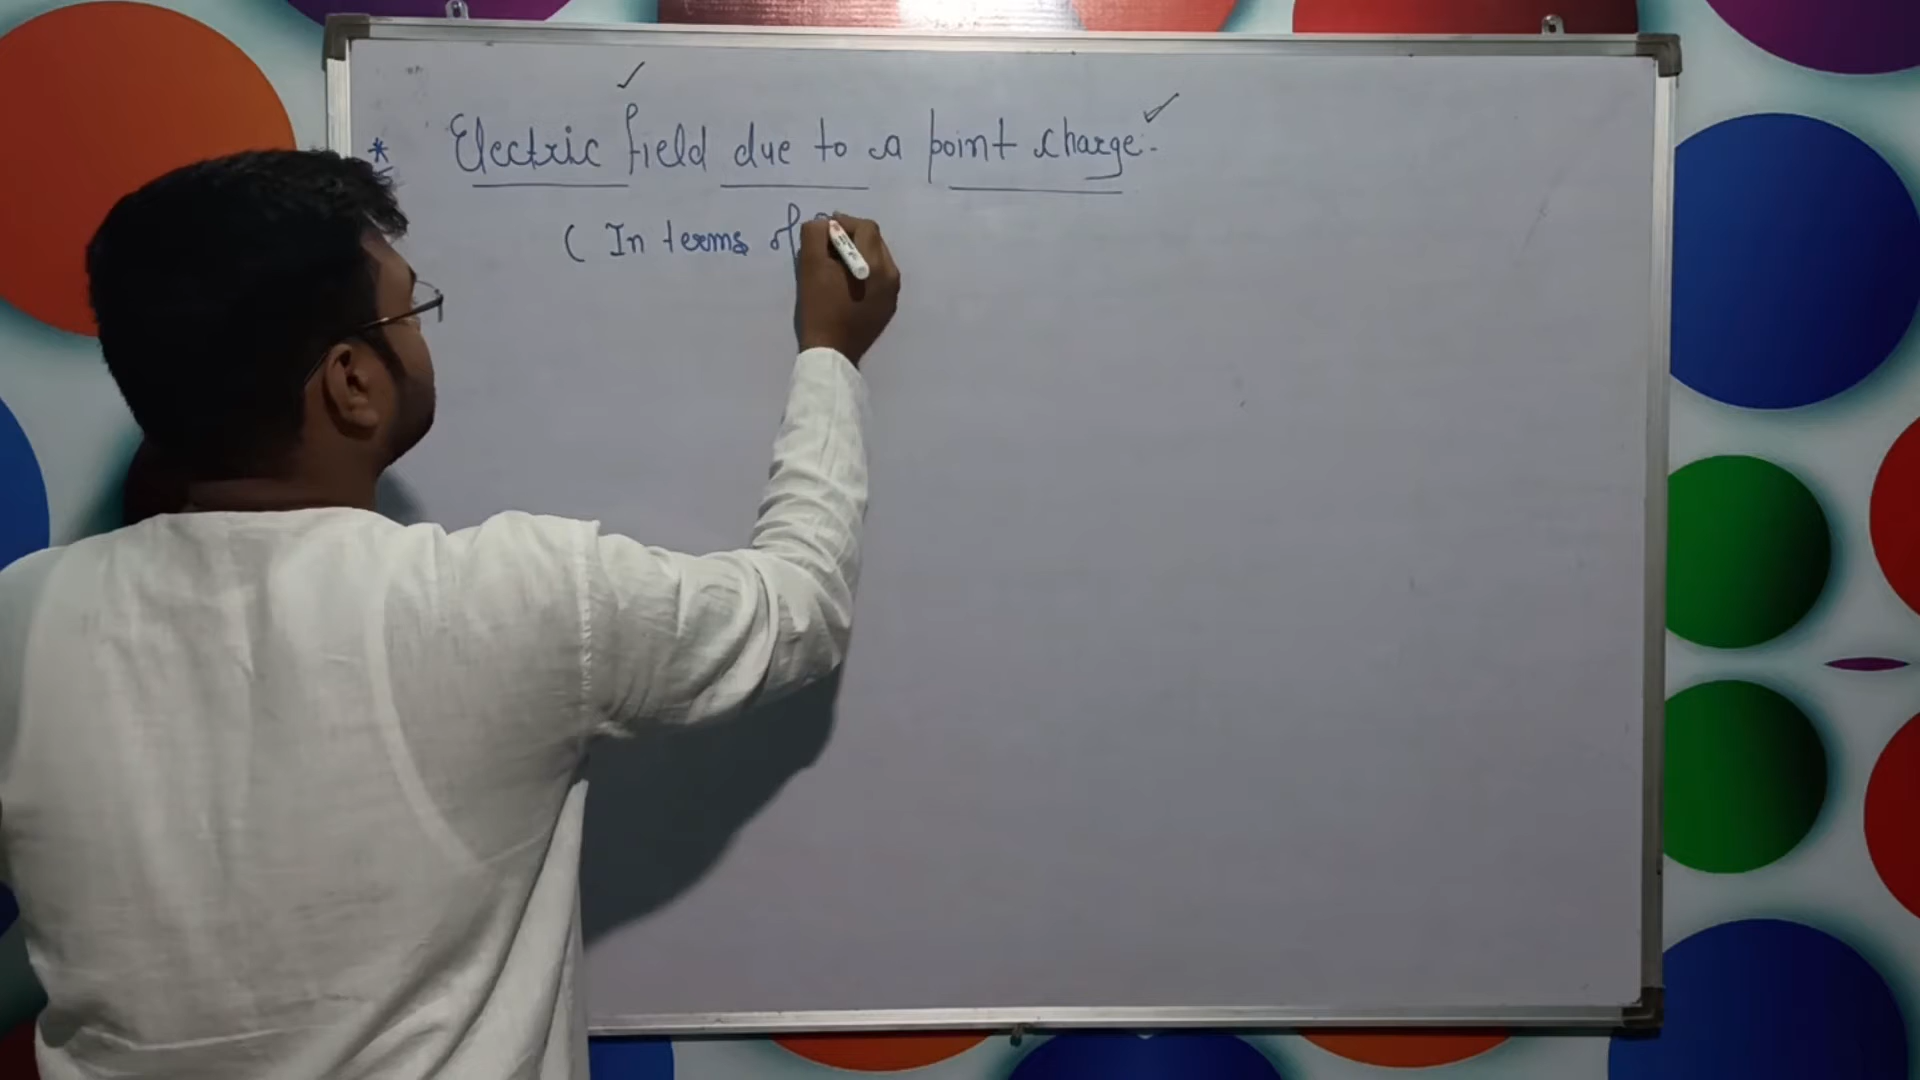 * Electric field due to a point charge:-
( In terms of